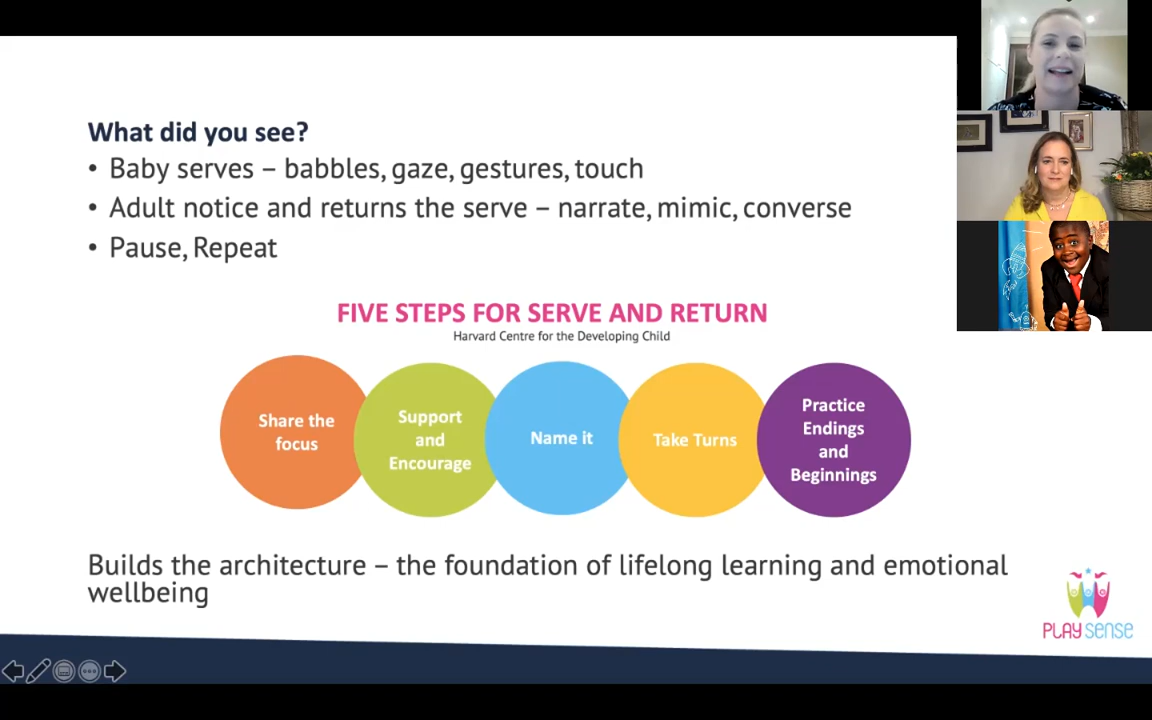 What did you see?
• Baby serves – babbles, gaze, gestures, touch
• Adult notice and returns the serve – narrate, mimic, converse
• Pause, Repeat
FIVE STEPS FOR SERVE AND RETURN
Harvard Centre for the Developing Child
Share the
focus
Support
and
Encourage
Name it
Take Turns
Practice
Endings
and
Beginnings
Builds the architecture – the foundation of lifelong learning and emotional
wellbeing
PLAY SENSE